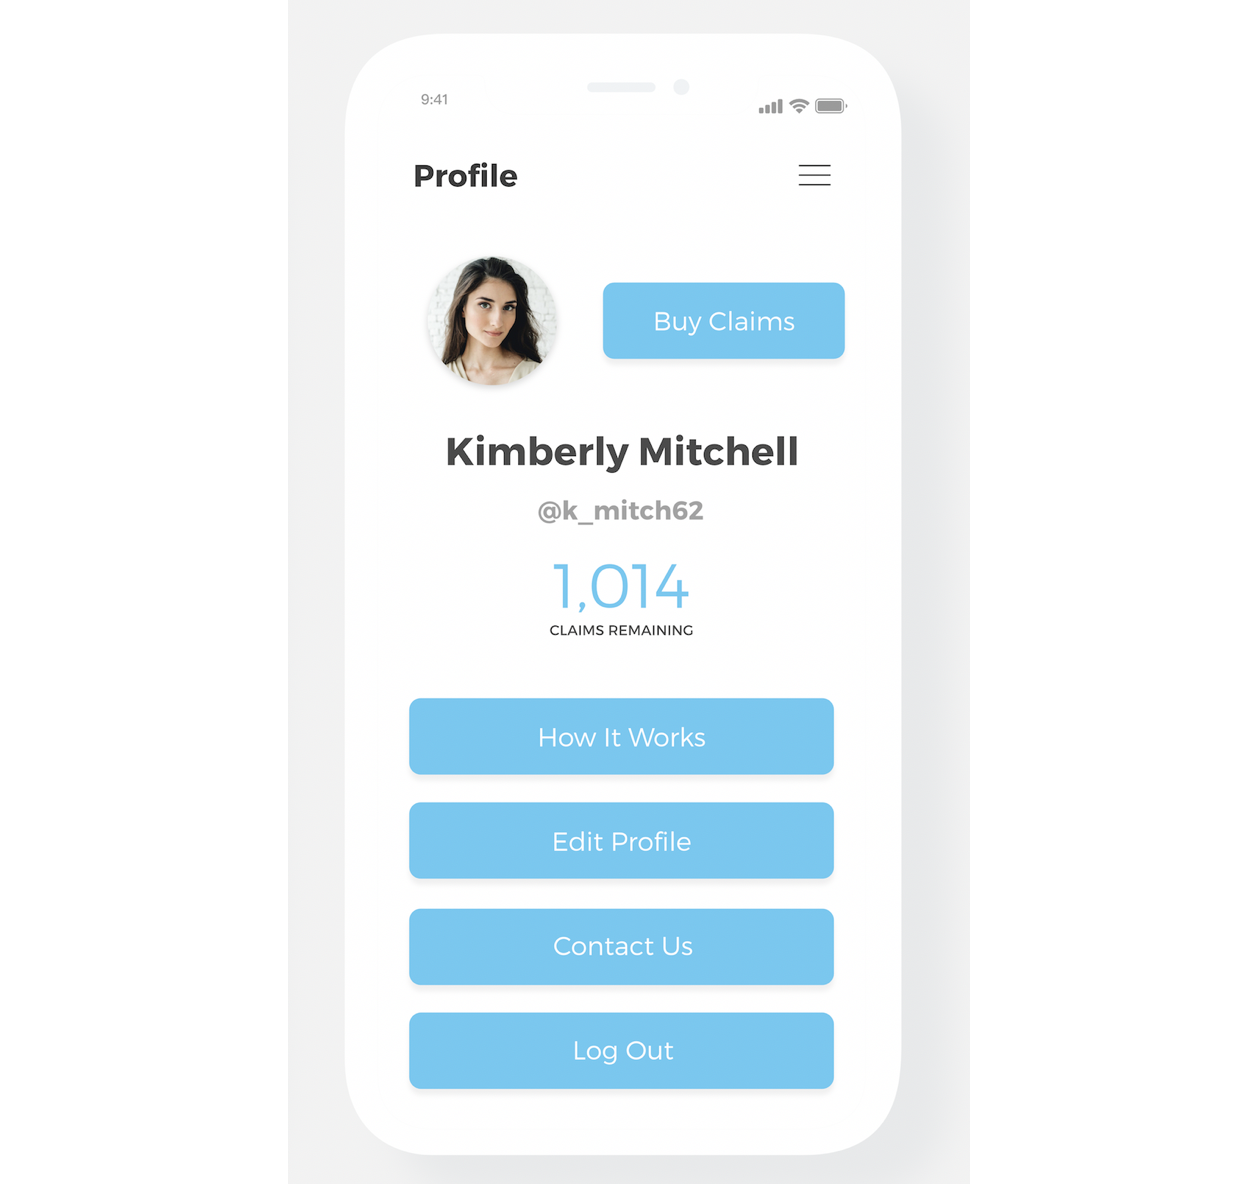 9:41
Profile
Buy Claims
Kimberly Mitchell
@k_mitch62
1,014
CLAIMS REMAINING
How It Works
Edit Profile
Contact Us
Log Out